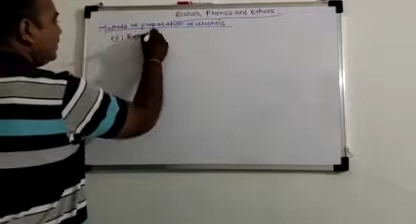 Alcohols, Phenols and Ethers
Methods of preparation of alcohols